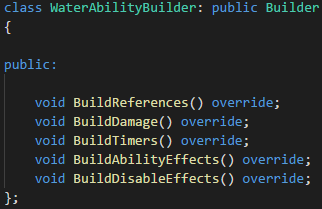 class WaterAbilityBuilder: public Builder
{
public:
void BuildReferences() override;
void BuildDamage() override;
void BuildTimers() override;
void BuildAbilityEffects() override;
void BuildDisableEffects() override;
};